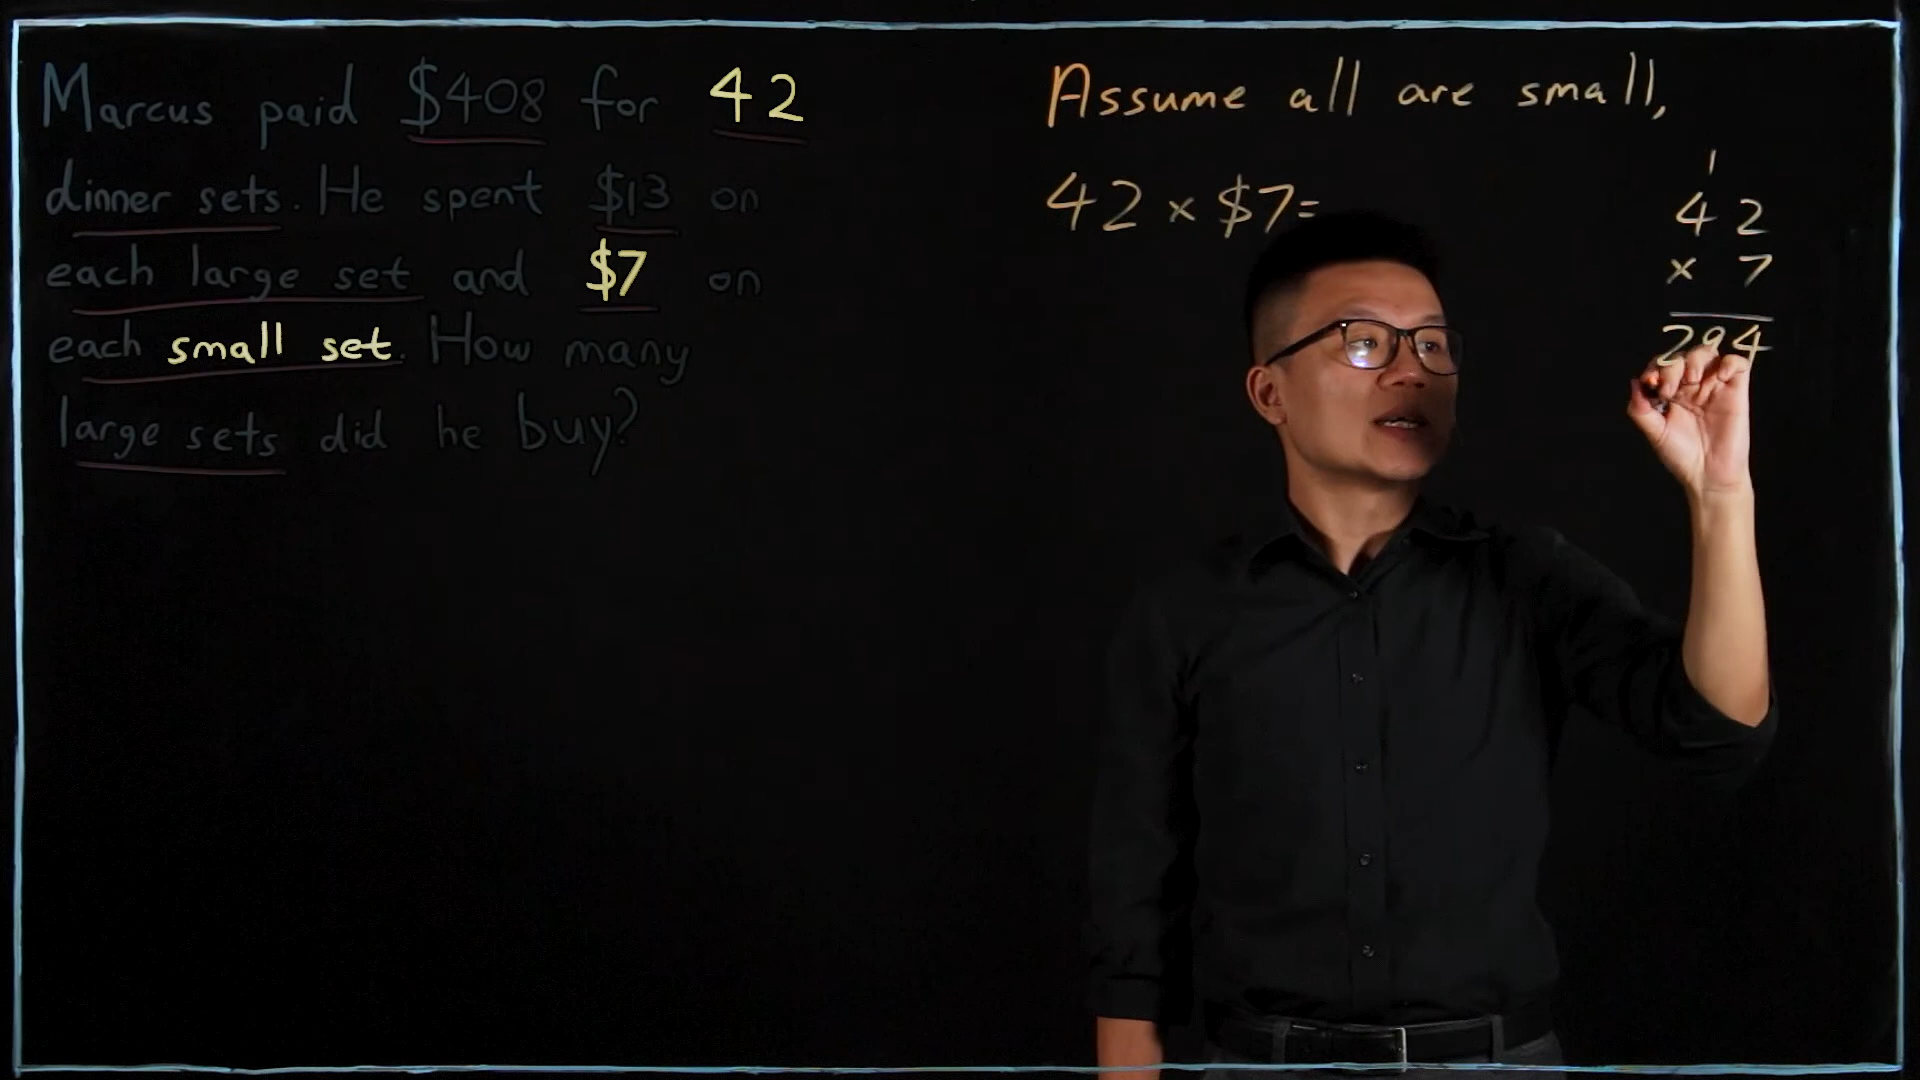 Marcus paid $408 for 42
dinner sets. He spent $13 on
each large set and $7 on
each small set. How many
large sets did he buy?
Assume all are small,
42 x $7=
1
42
x 7
294